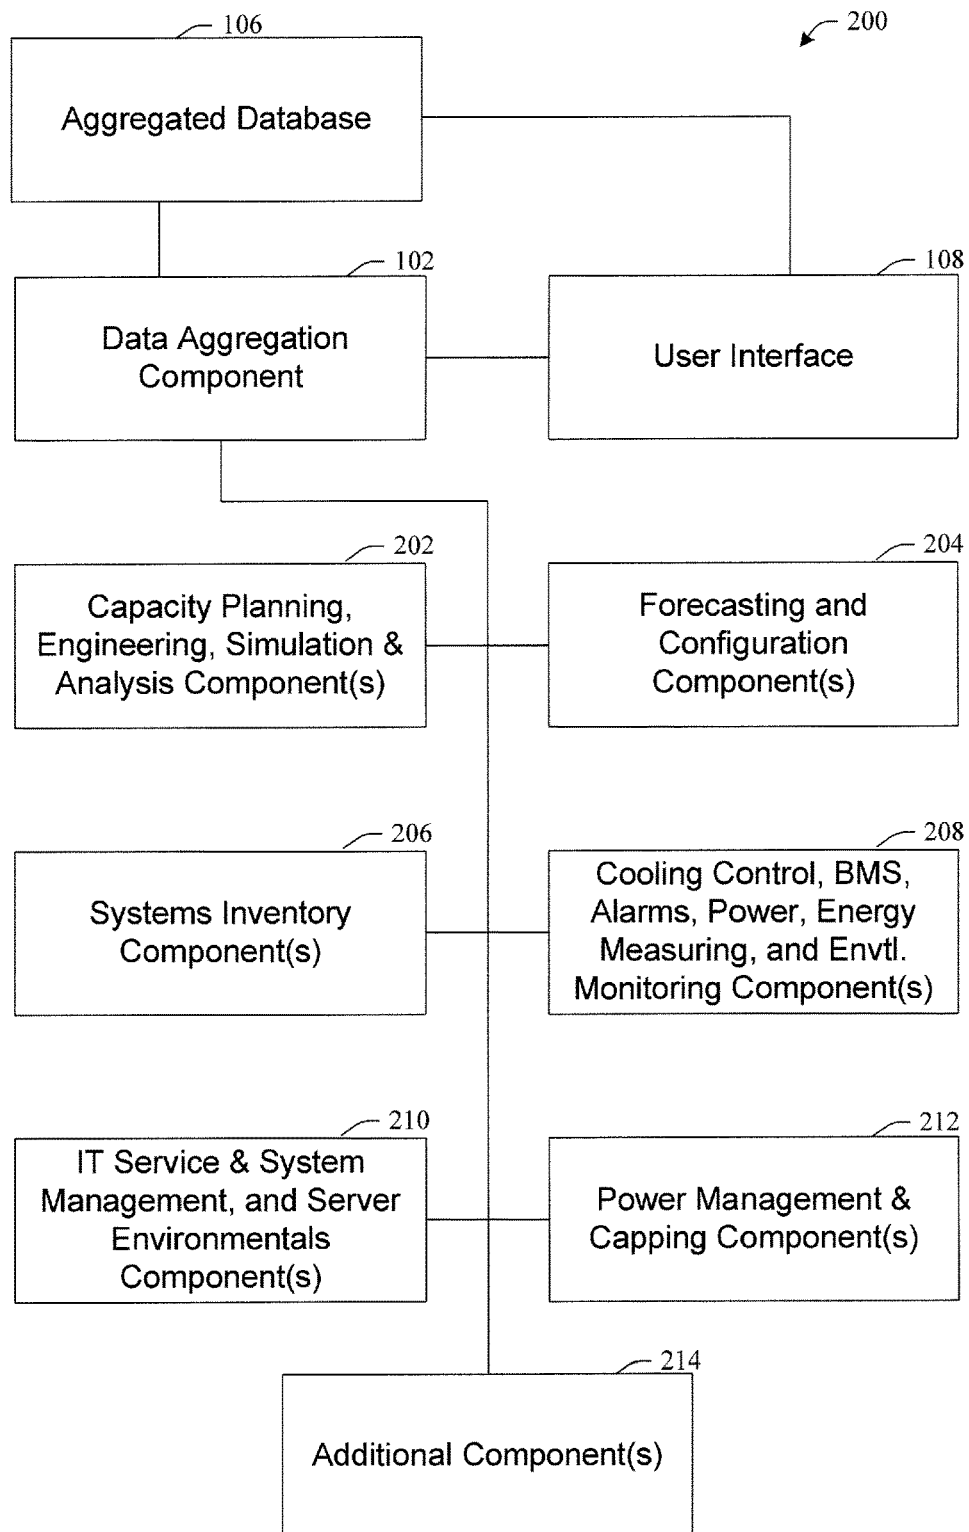 106
200
Aggregated Database
102
108
Data Aggregation
Component
User Interface
202
204
Capacity Planning,
Engineering, Simulation &
Analysis Component(s)
Forecasting and
Configuration
Component(s)
206
208
Systems Inventory
Component(s)
Cooling Control, BMS,
Alarms, Power, Energy
Measuring, and Envtl.
Monitoring Component(s)
210
212
IT Service & System
Management, and Server
Environmentals
Component(s)
Power Management &
Capping Component(s)
214
Additional Component(s)